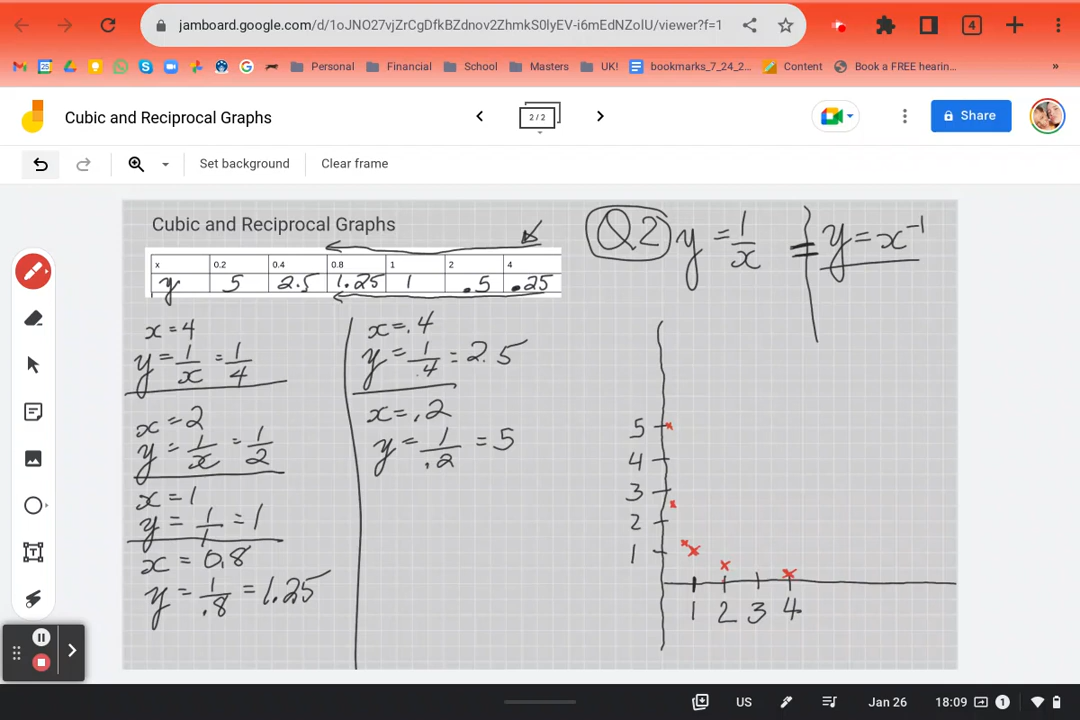 jamboard.google.com/d/1oJNO27vjZrCgDfkBZdnov2ZhmkS0lyEV-i6mEdNZoIU/viewer?f=1
4
Personal
Financial
School
Masters
UK!
bookmarks_7_24_2...
Content
Book a FREE hearin...
»
Cubic and Reciprocal Graphs
2 / 2
Share
Set background
Clear frame
Cubic and Reciprocal Graphs
x 0.2 0.4 0.8 1 2 4
y 5 2.5 1.25 1 .5 .25
Q2 y = 1/x = y = x⁻¹
x = 4
y = 1/x = 1/4
x = 2
y = 1/x = 1/2
x = 1
y = 1/1 = 1
x = 0.8
y = 1/.8 = 1.25
x = .4
y = 1/.4 = 2.5
x = .2
y = 1/.2 = 5
5
4
3
2
1
1 2 3 4
US
Jan 26
18:09
1